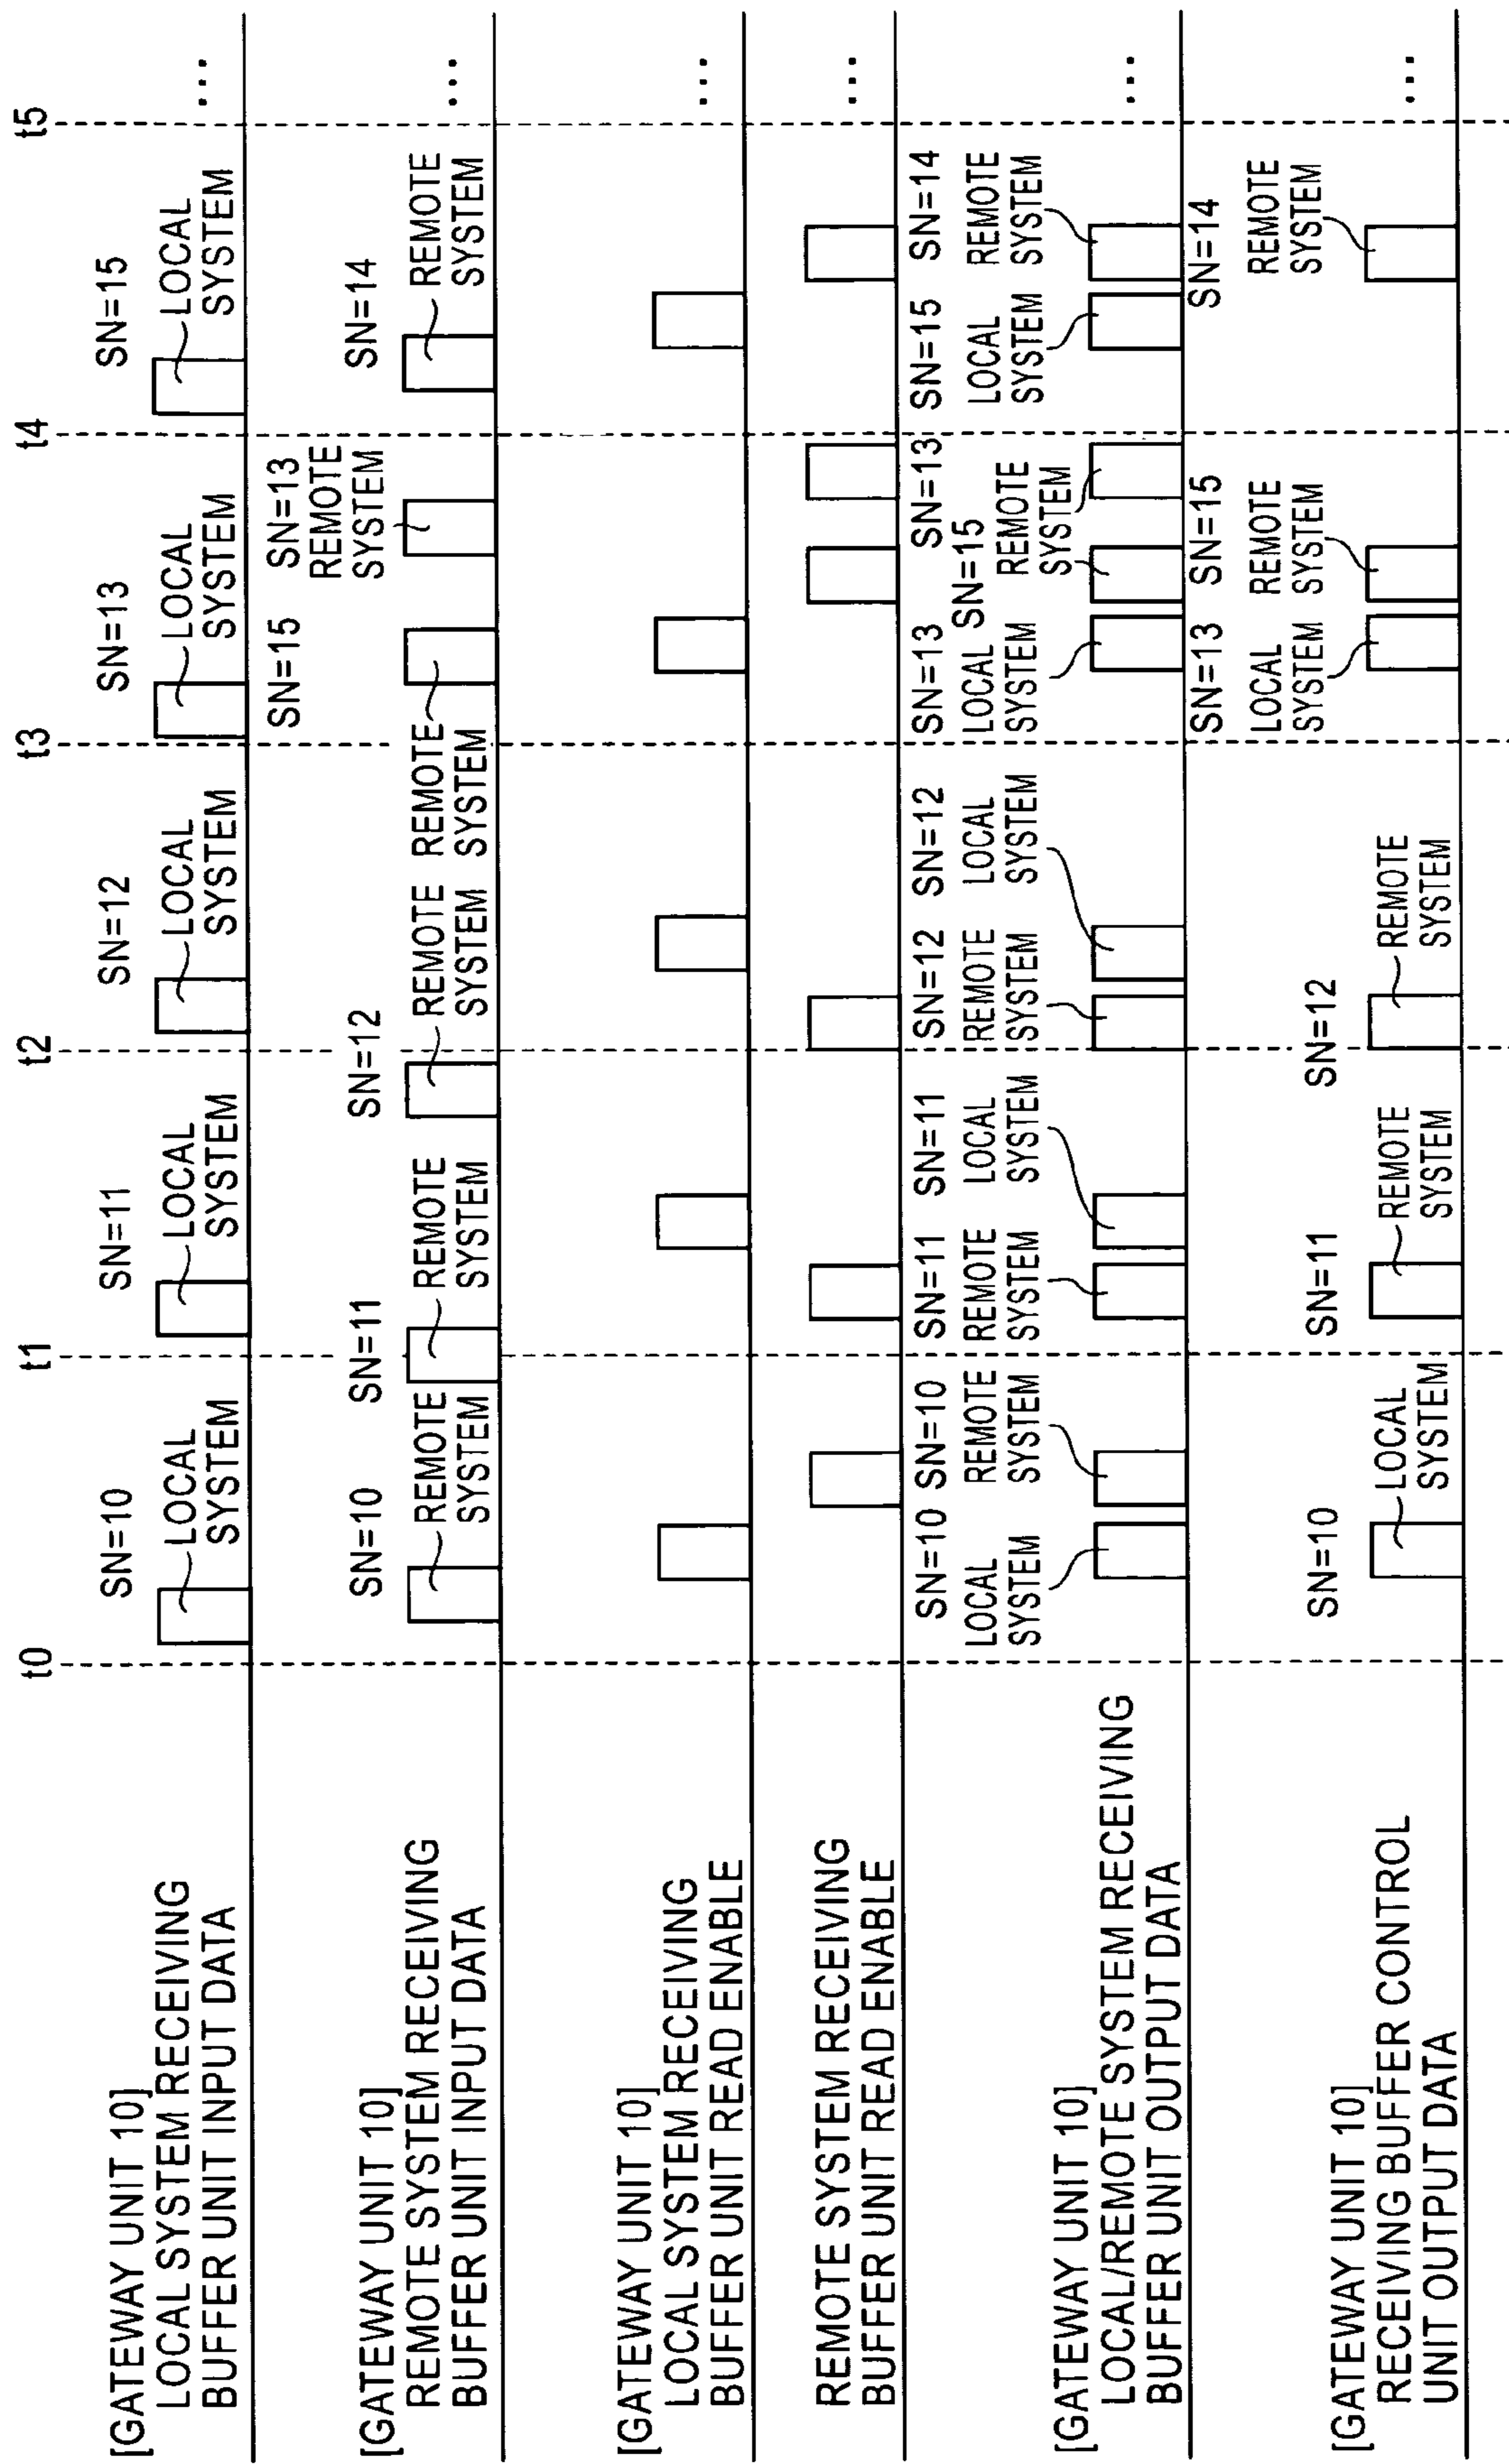 t0 t1 t2 t3 t4 t5
[GATEWAY UNIT 10]
LOCAL SYSTEM RECEIVING
BUFFER UNIT INPUT DATA
SN=10
LOCAL
SYSTEM
SN=11
LOCAL
SYSTEM
SN=12
LOCAL
SYSTEM
SN=13
LOCAL
SYSTEM
SN=15
LOCAL
SYSTEM
...
[GATEWAY UNIT 10]
REMOTE SYSTEM RECEIVING
BUFFER UNIT INPUT DATA
SN=10
REMOTE
SYSTEM
SN=11
REMOTE
SYSTEM
SN=12
REMOTE
SYSTEM
SN=15
REMOTE
SYSTEM
SN=13
REMOTE
SYSTEM
SN=14
REMOTE
SYSTEM
...
[GATEWAY UNIT 10]
LOCAL SYSTEM RECEIVING
BUFFER UNIT READ ENABLE
...
REMOTE SYSTEM RECEIVING
BUFFER UNIT READ ENABLE
...
[GATEWAY UNIT 10]
LOCAL/REMOTE SYSTEM RECEIVING
BUFFER UNIT OUTPUT DATA
SN=10
LOCAL
SYSTEM
SN=10
REMOTE
SYSTEM
SN=11
REMOTE
SYSTEM
SN=11
LOCAL
SYSTEM
SN=12
REMOTE
SYSTEM
SN=12
LOCAL
SYSTEM
SN=13
LOCAL
SYSTEM
SN=15
SN=13
REMOTE
SYSTEM
SN=15
LOCAL
SYSTEM
SN=14
REMOTE
SYSTEM
...
[GATEWAY UNIT 10]
RECEIVING BUFFER CONTROL
UNIT OUTPUT DATA
SN=10
LOCAL
SYSTEM
SN=11
REMOTE
SYSTEM
SN=12
REMOTE
SYSTEM
SN=13
LOCAL
SYSTEM
SN=15
REMOTE
SYSTEM
SN=14
REMOTE
SYSTEM
...